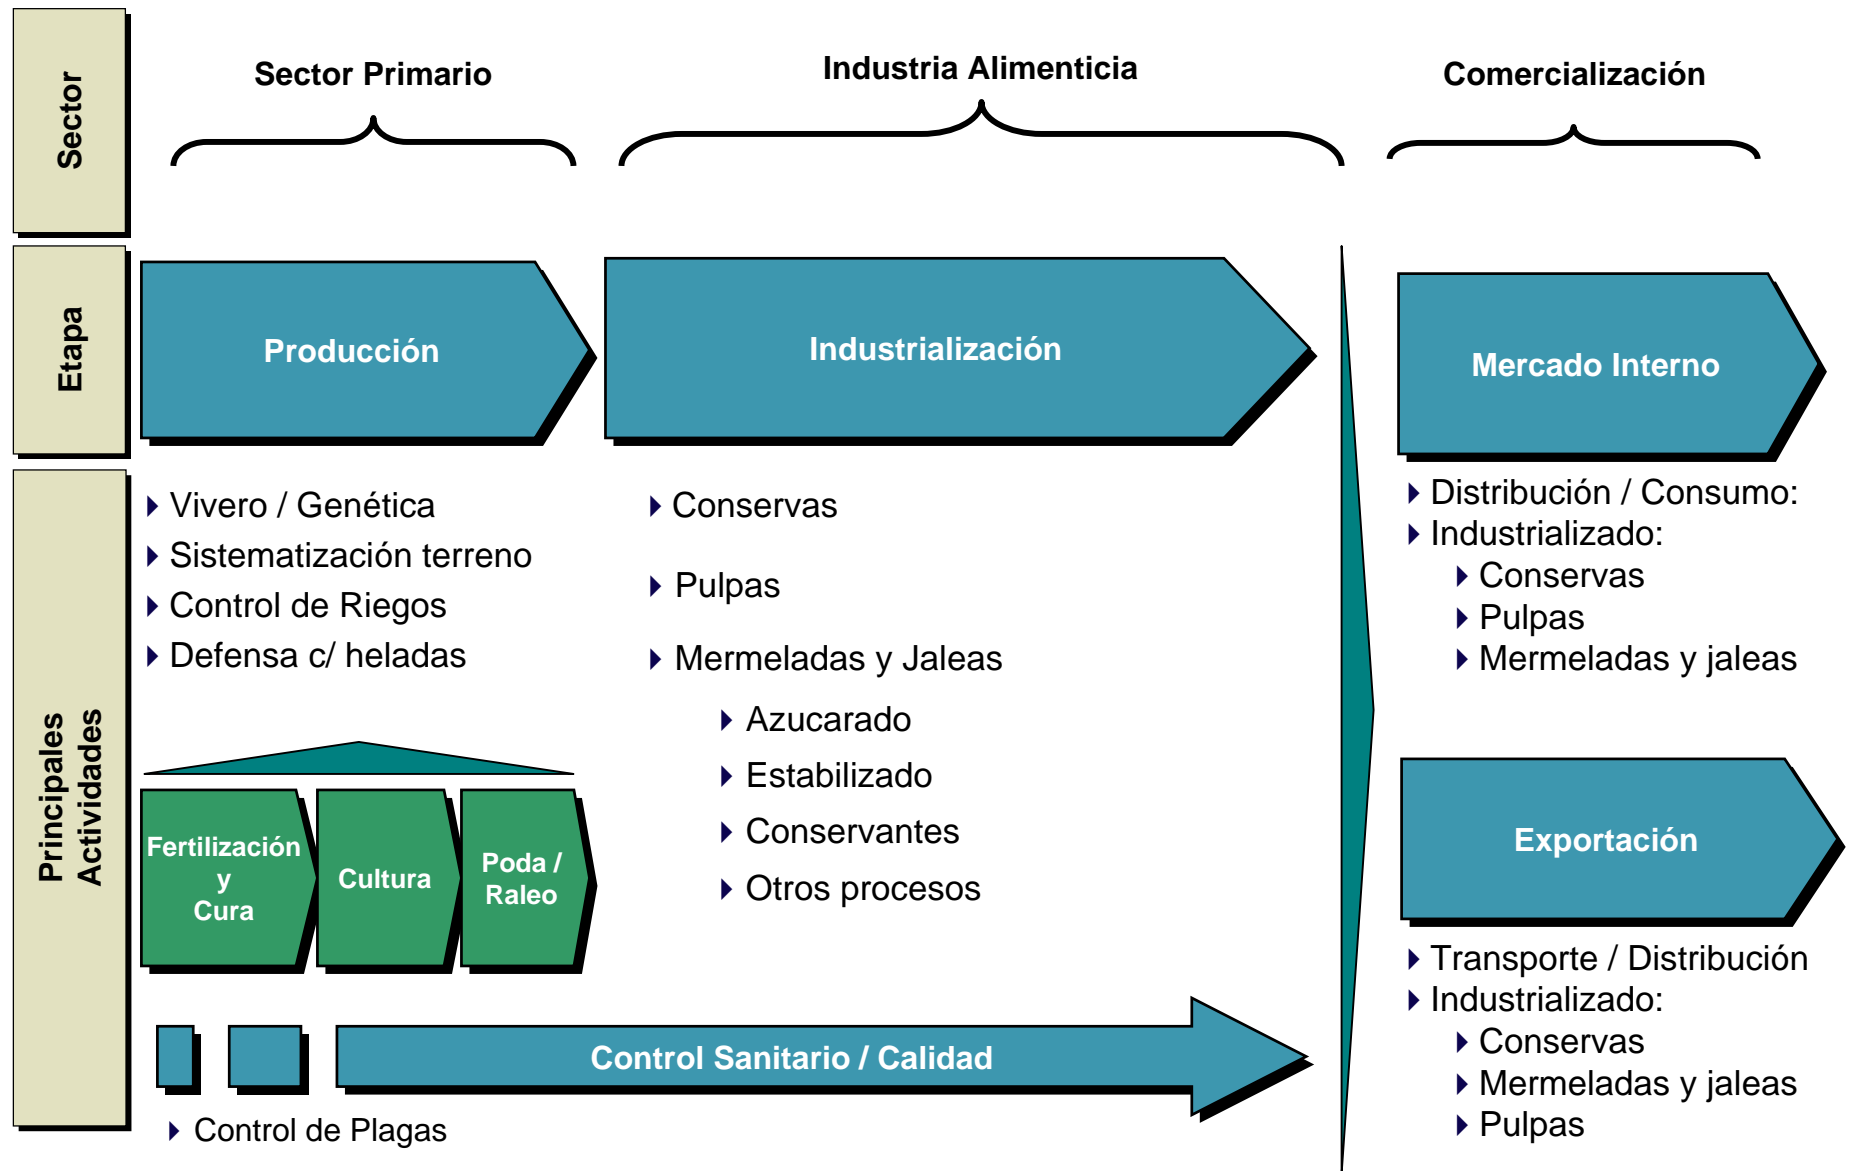 Sector
Sector Primario
Industria Alimenticia
Comercialización
Etapa
Producción
Industrialización
Mercado Interno
Principales
Actividades
Vivero / Genética
Sistematización terreno
Control de Riegos
Defensa c/ heladas
Fertilización
y
Cura
Cultura
Poda /
Raleo
Conservas
Pulpas
Mermeladas y Jaleas
Azucarado
Estabilizado
Conservantes
Otros procesos
Control Sanitario / Calidad
Control de Plagas
Distribución / Consumo:
Industrializado:
Conservas
Pulpas
Mermeladas y jaleas
Exportación
Transporte / Distribución
Industrializado:
Conservas
Mermeladas y jaleas
Pulpas